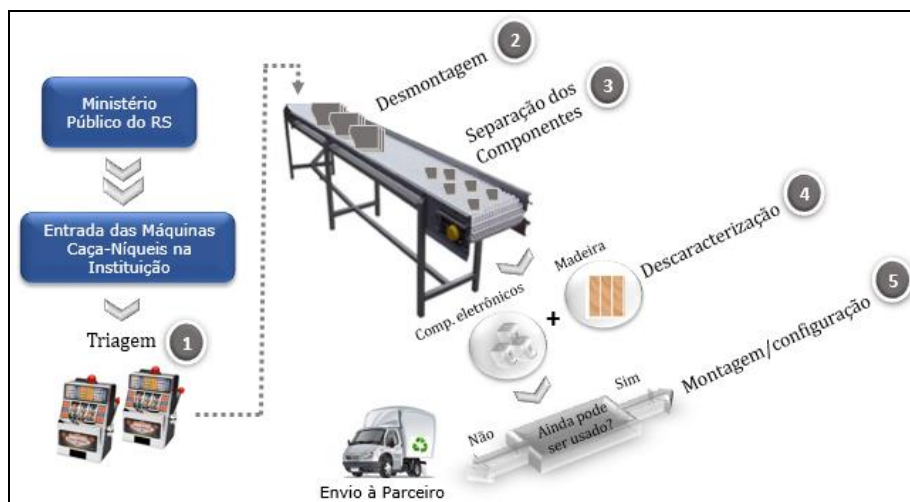 Ministério
Público do RS
Entrada das Máquinas
Caça-Níqueis na
Instituição
Triagem
1
Desmontagem
2
Separação dos
Componentes
3
Descaracterização
4
Madeira
Comp. eletrônicos
+
Montagem/configuração
5
Sim
Ainda pode
ser usado?
Não
Envio à Parceiro